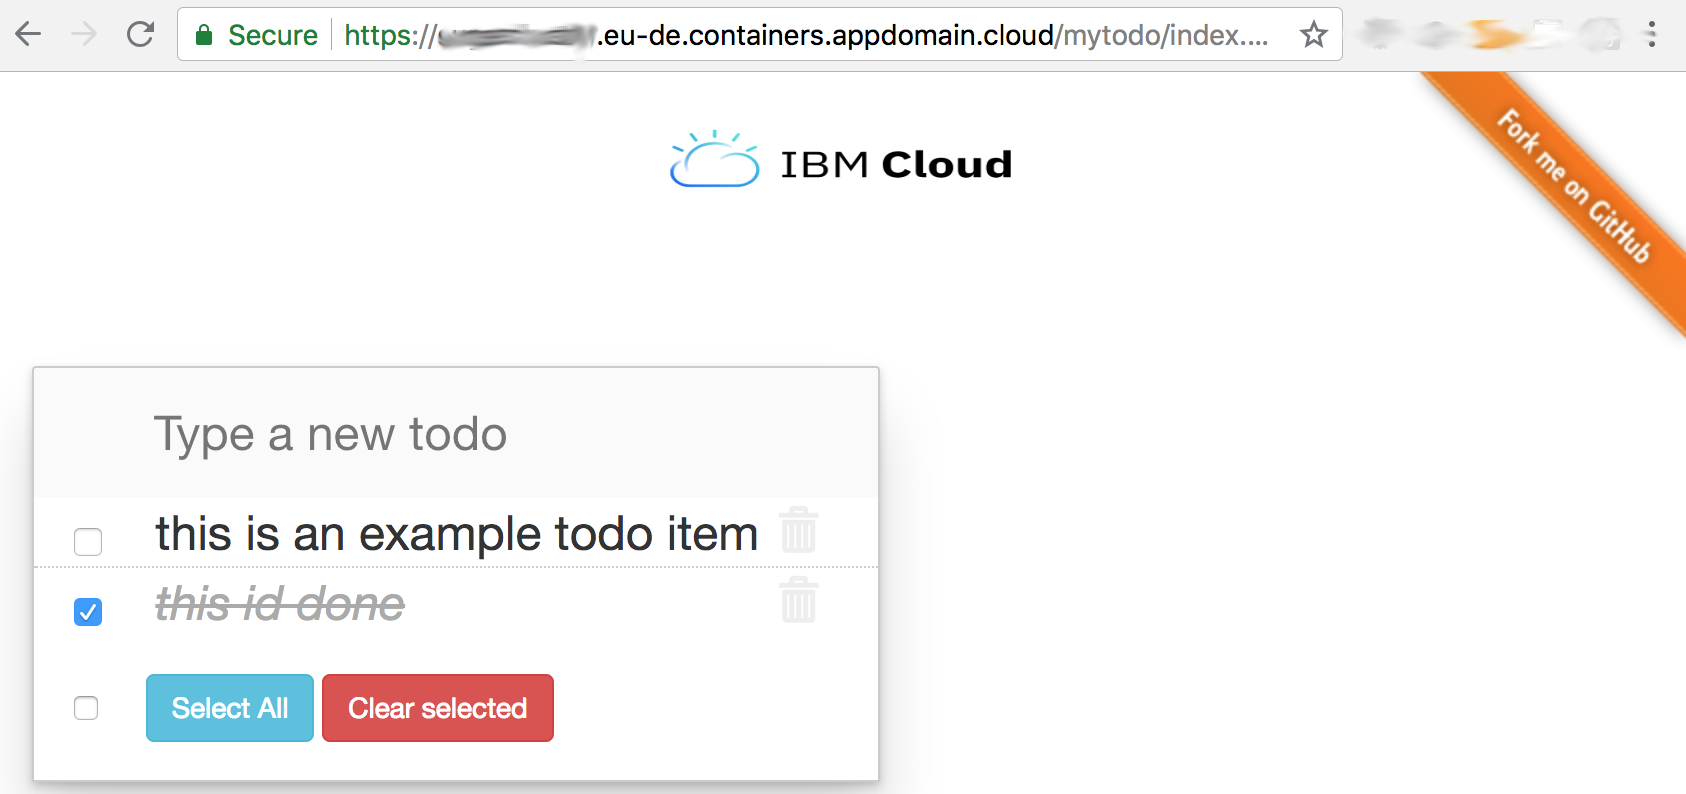 Secure https:// .eu-de.containers.appdomain.cloud/mytodo/index....
Fork me on GitHub
IBM Cloud
Type a new todo
this is an example todo item
this id done
Select All Clear selected